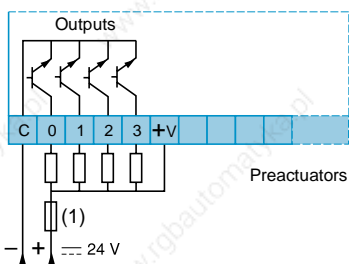 Outputs
C 0 1 2 3 +V
Preactuators
(1)
– + 24 V